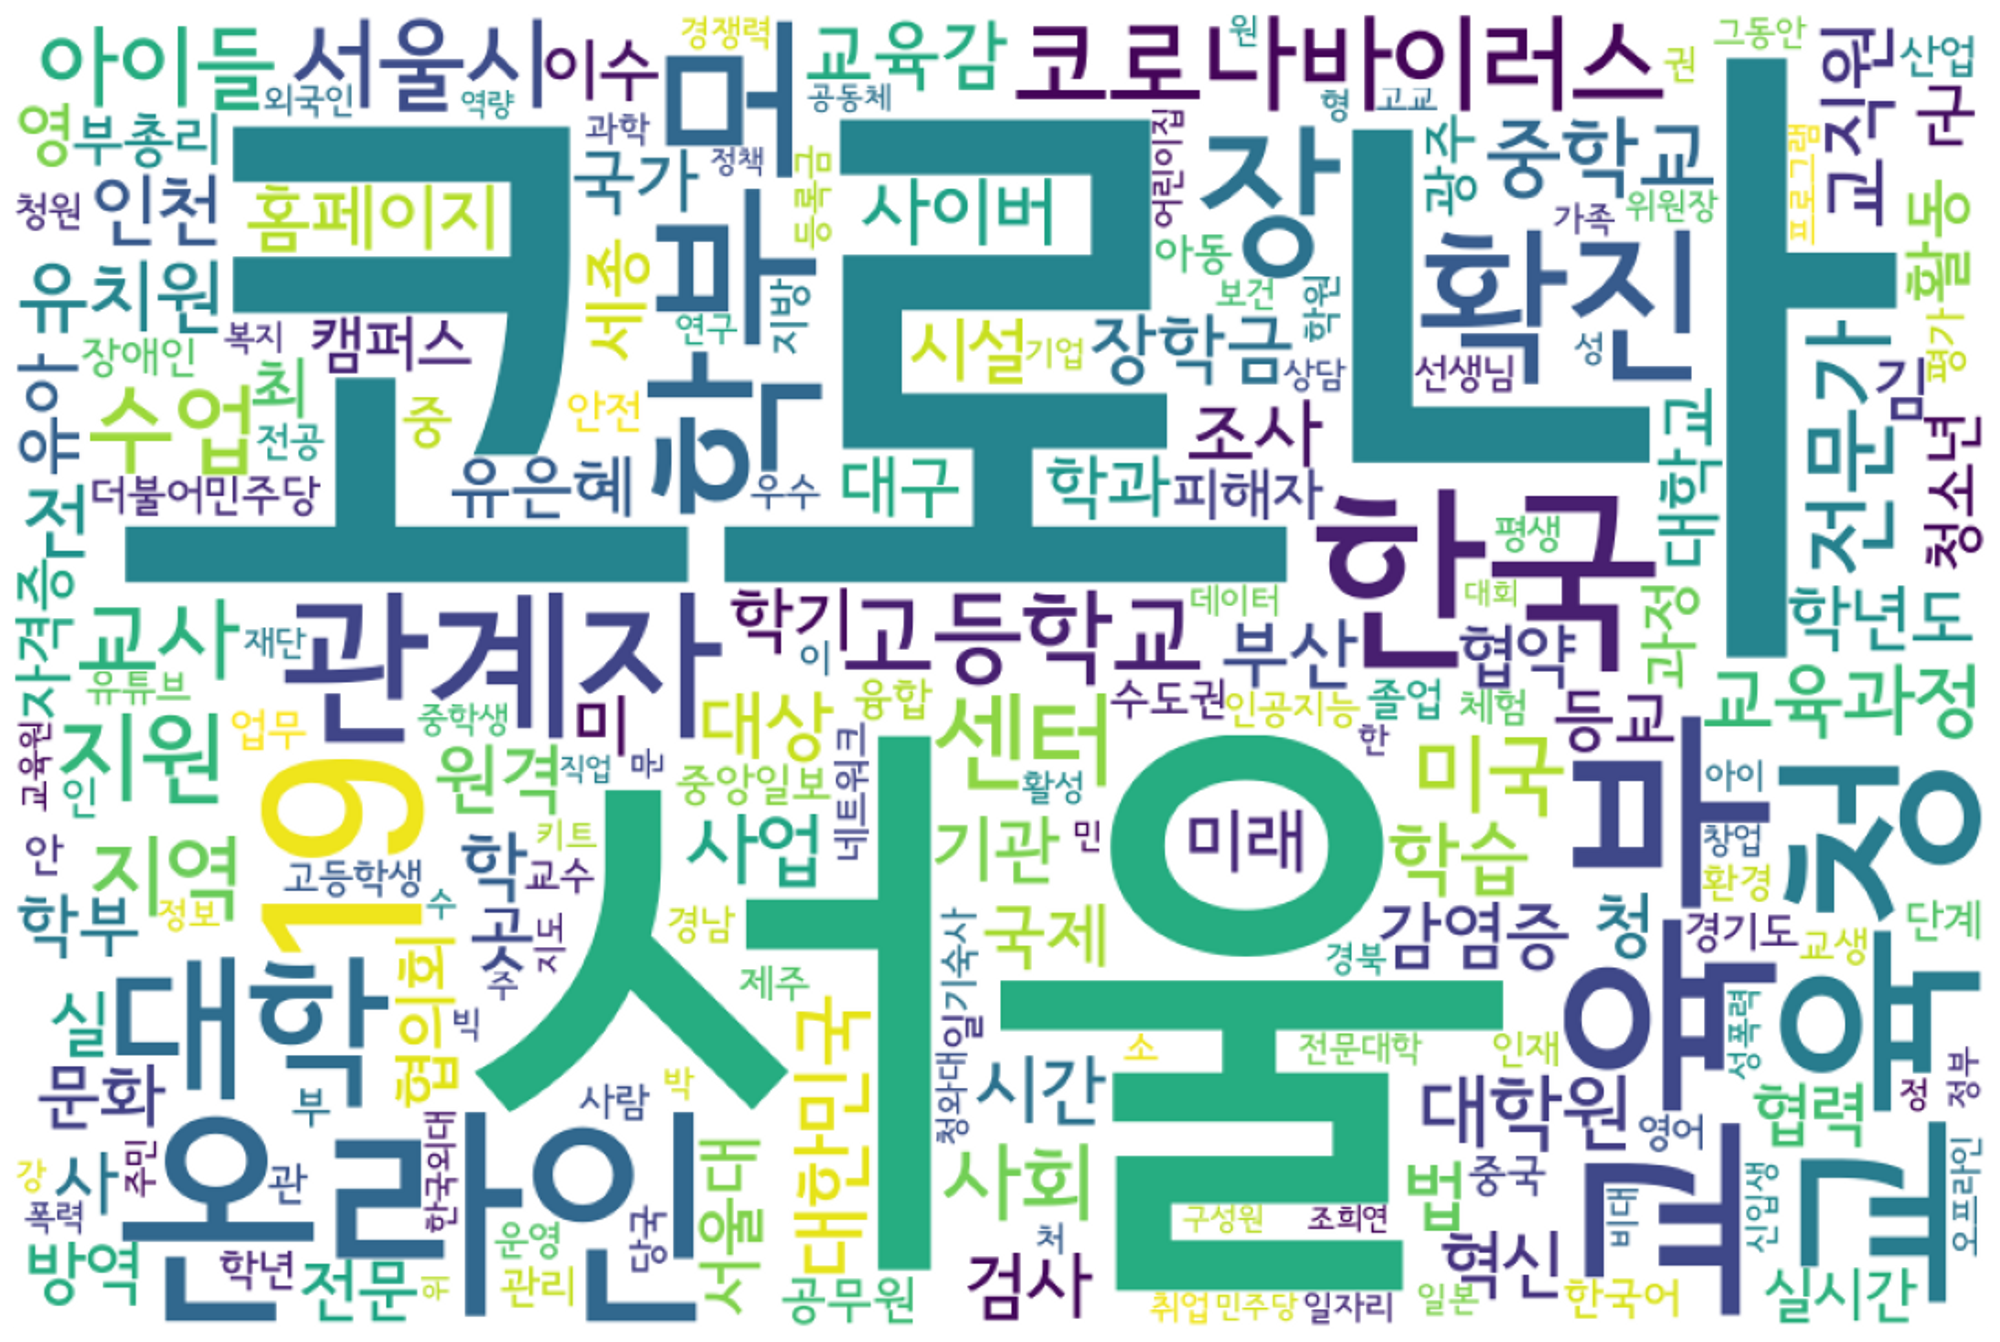 아이들
서울시
이수
경쟁력
교육감
코로나바이러스
원
권
그동안
산업
외국인
역량
공동체
형
고교
교직원
군
영
부총리
과학
학부모
국가
정책
등록금
어린이집
장
광주
중학교
프로그램
청원
인천
홈페이지
코로나
사이버
가족
위원장
활동
유치원
세종
지방
아동
보건
학원
확진
복지
캠퍼스
연구
시설
기업
장학금
상담
선생님
성
평가
장애인
유아
수업
최
전공
중
안전
조사
대학교
전문가
김
청소년
더불어민주당
유은혜
우수
대구
학과
피해자
한국
평생
전
자격증
교사
재단
관계자
학기
이
고등학교
데이터
부산
대회
협약
과정
학년도
유튜브
중학생
미
대상
융합
센터
수도권
인공지능
졸업
체험
등교
교육과정
교육원
지원
업무
인
19
원격
직업
만
중앙일보
네트워크
활성
한
미국
교육부
아이
교육청
안
지역
고등학생
키트
학
교수
사업
기관
민
서울
미래
학습
창업
환경
학부
정보
수
협의회
소고
지도
경남
국제
기숙사
경북
감염증
청
경기도
교생
단계
실
대학
주
빅
제주
대한민국
일
청와대
소
전문대학
인재
성폭력
문화
부
사람
박
시간
대학원
영어
협력
정
정부
강
사
주민
온라인
관
한국외대
서울대
사회
법
중국
비대
신입생
오프라인
폭력
방역
학년
전문
운영
관리
당국
공무원
처
검사
구성원
조희연
혁신
취업
민주당
일자리
일본
한국어
실시간